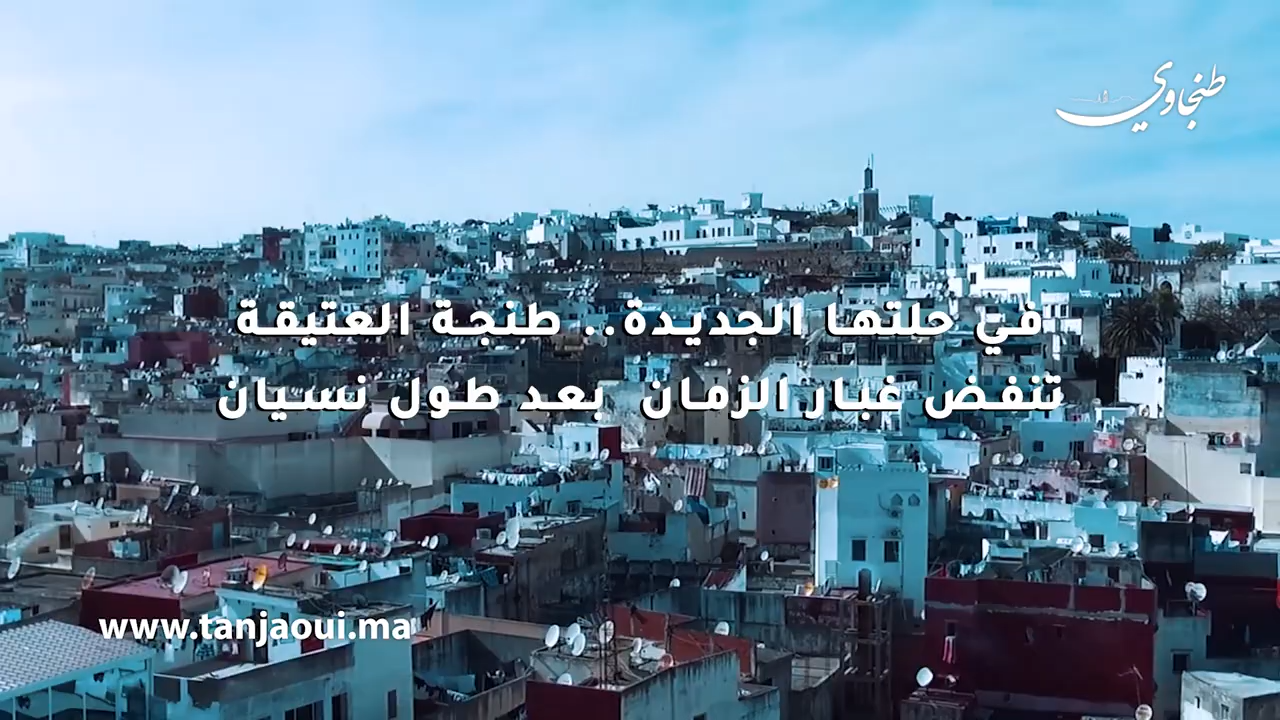 طنجاوي
في حلتها الجديدة.. طنجة العتيقة
تنفض غبار الزمان بعد طول نسيان
www.tanjaoui.ma